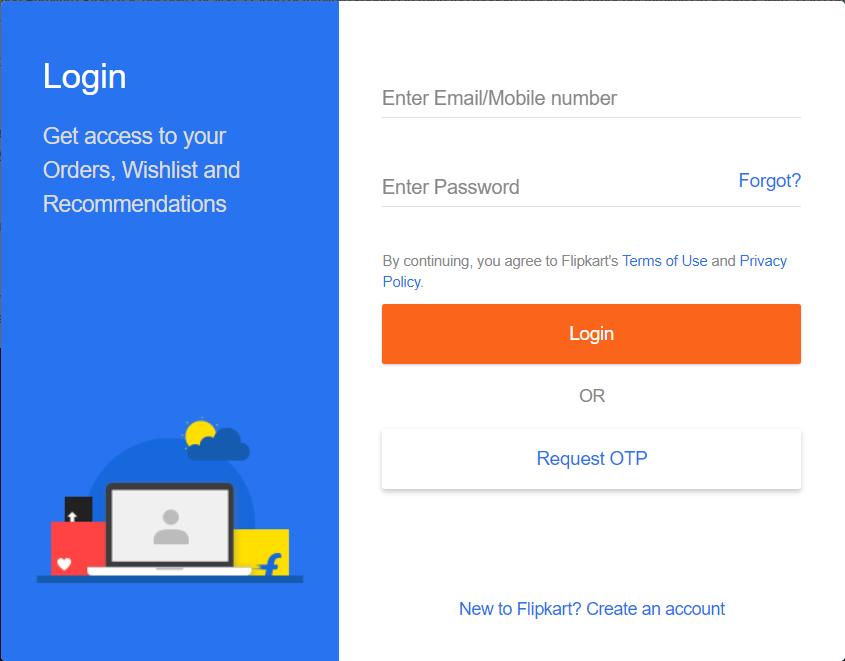 Login
Get access to your
Orders, Wishlist and
Recommendations
Enter Email/Mobile number
Enter Password
Forgot?
By continuing, you agree to Flipkart's Terms of Use and Privacy
Policy.
Login
OR
Request OTP
New to Flipkart? Create an account